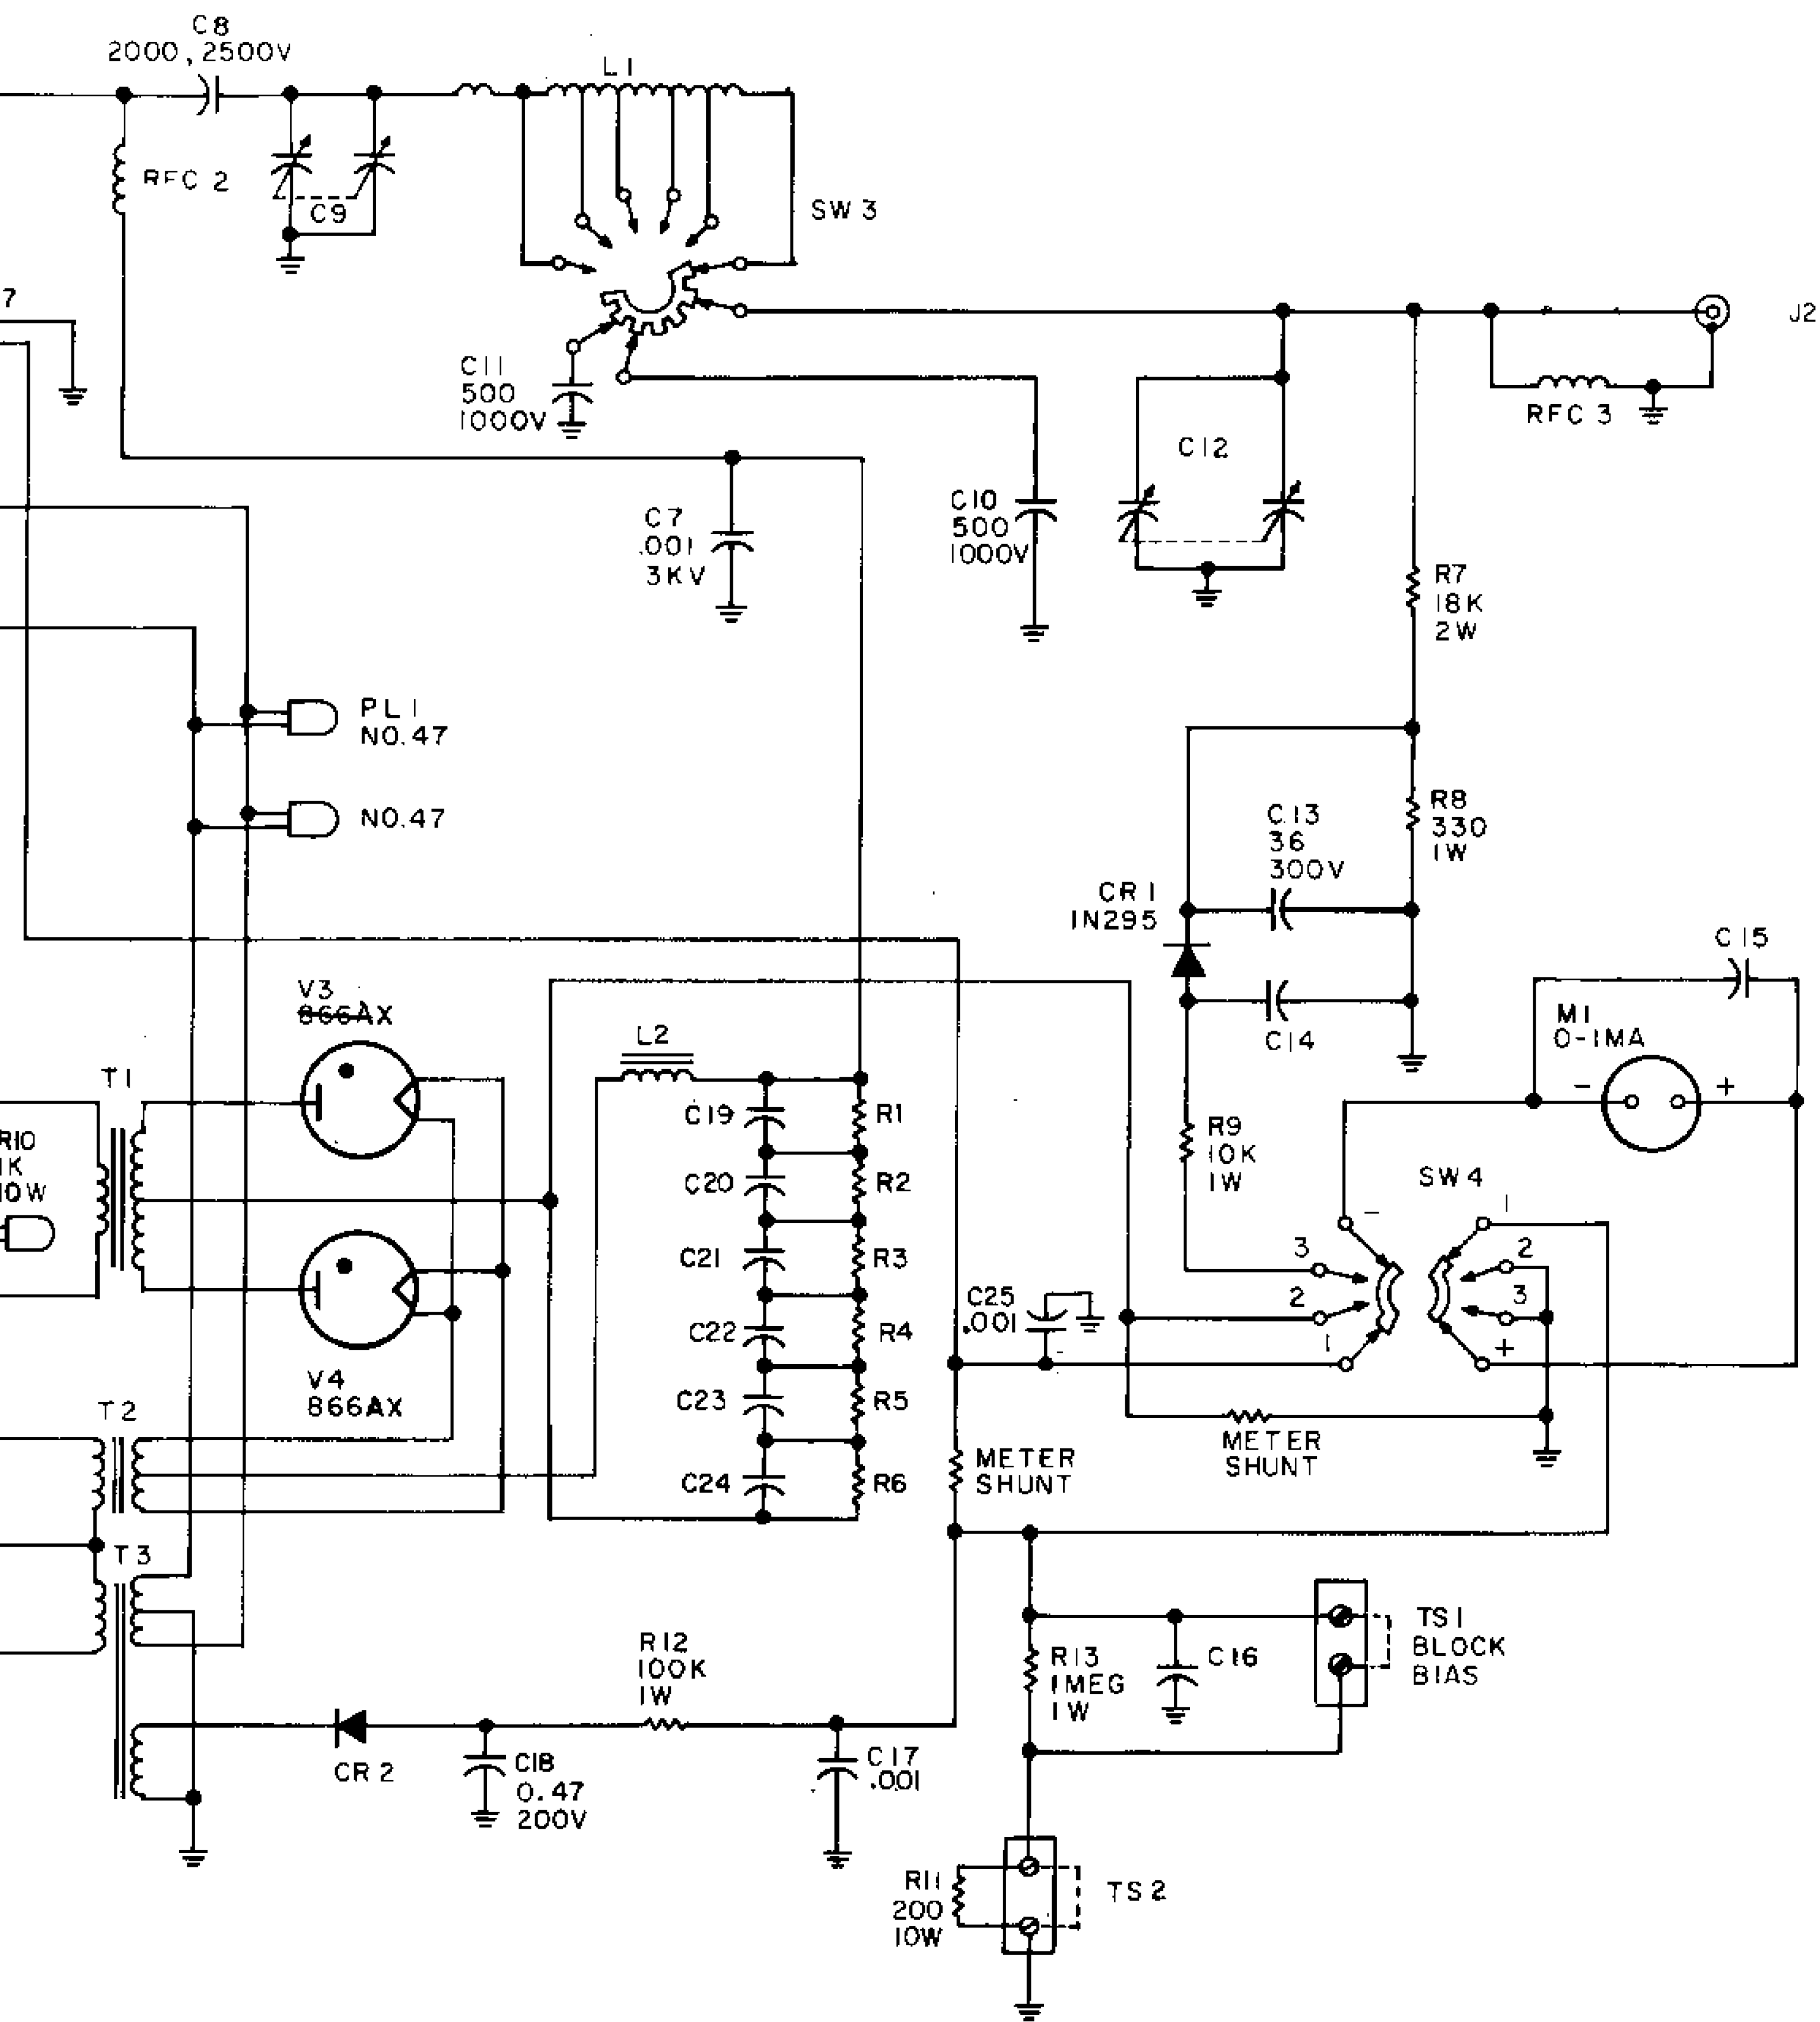 C8
2000, 2500V
L1
RFC 2
C9
SW 3
7
J2
C11
500
1000V
RFC 3
C12
C7
.001
3KV
C10
500
1000V
R7
18K
2W
PL1
NO.47
NO.47
C13
36
300V
R8
330
1W
CR1
1N295
C15
V3
866AX
C14
M1
0-1MA
- +
L2
T1
C19 R1
R10
1K
10W
R9
10K
1W
C20 R2
SW4
- 1
C21 R3
3 2
C25
.001
2 3
C22 R4
1 +
V4
866AX
C23 R5
T2
METER
SHUNT
METER
SHUNT
C24 R6
T3
R12
100K
1W
R13
1MEG
1W
C16
TS1
BLOCK
BIAS
CR2
C18
0.47
200V
C17
.001
R11
200
10W
TS2